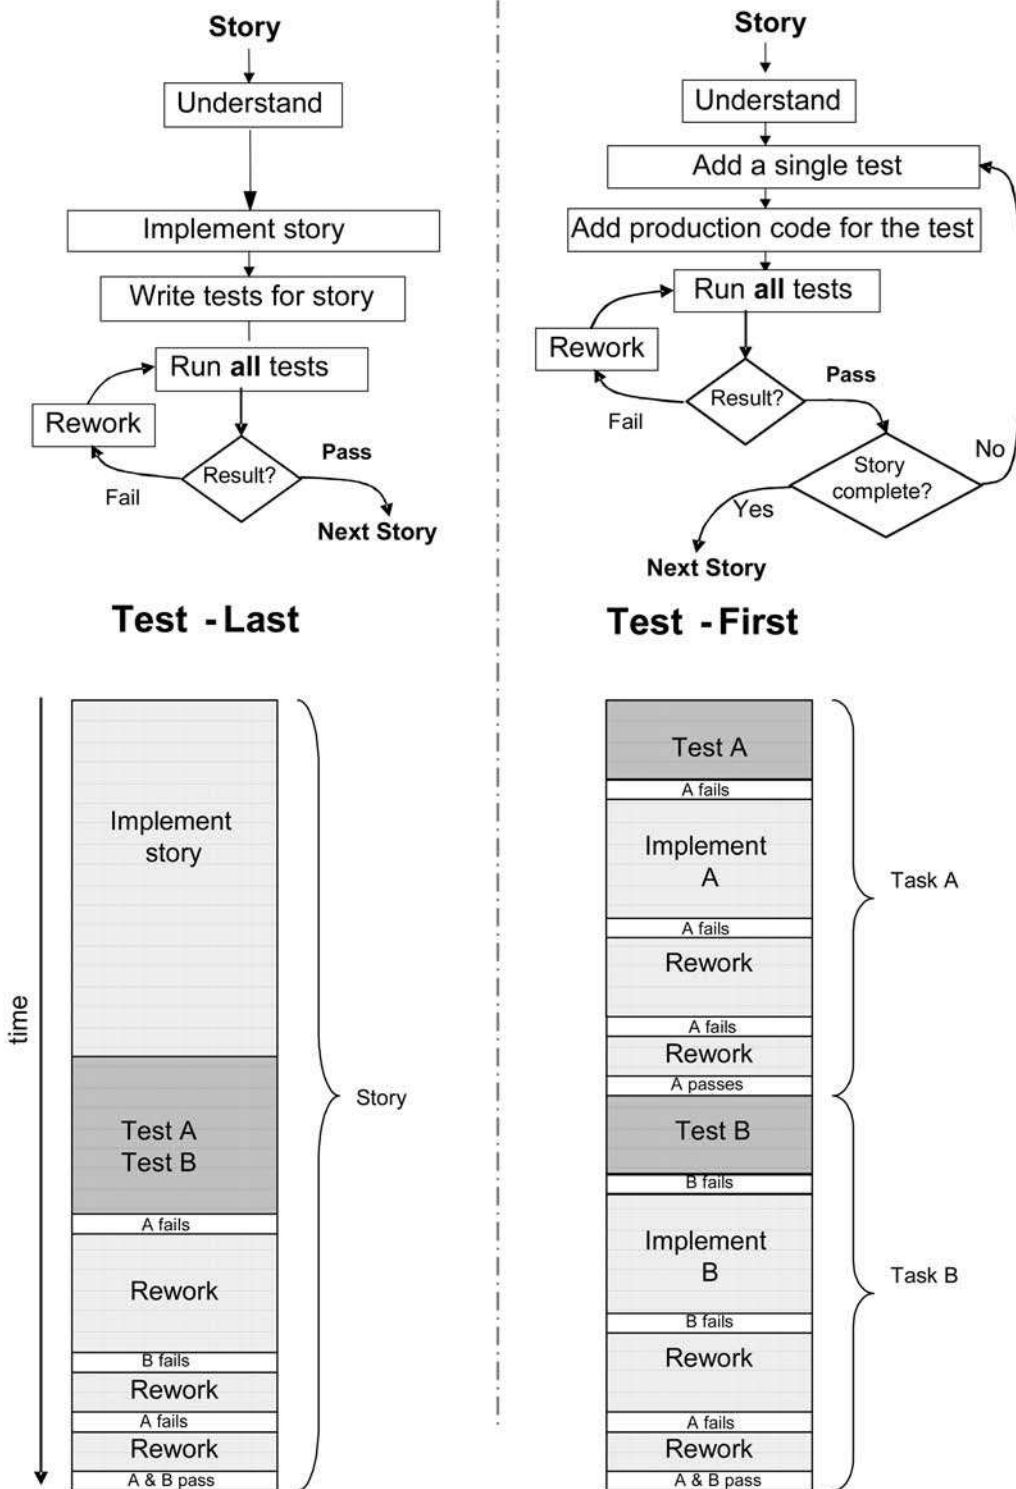 Story
Understand
Implement story
Write tests for story
Run all tests
Rework
Result?
Fail
Pass
Next Story
Test - Last
Story
Understand
Add a single test
Add production code for the test
Run all tests
Rework
Result?
Fail
Pass
Story
complete?
No
Yes
Next Story
Test - First
time
Implement
story
Test A
Test B
A fails
Rework
B fails
Rework
A fails
Rework
A & B pass
Story
Test A
A fails
Implement
A
A fails
Rework
A fails
Rework
A passes
Task A
Test B
B fails
Implement
B
B fails
Rework
A fails
Rework
A & B pass
Task B